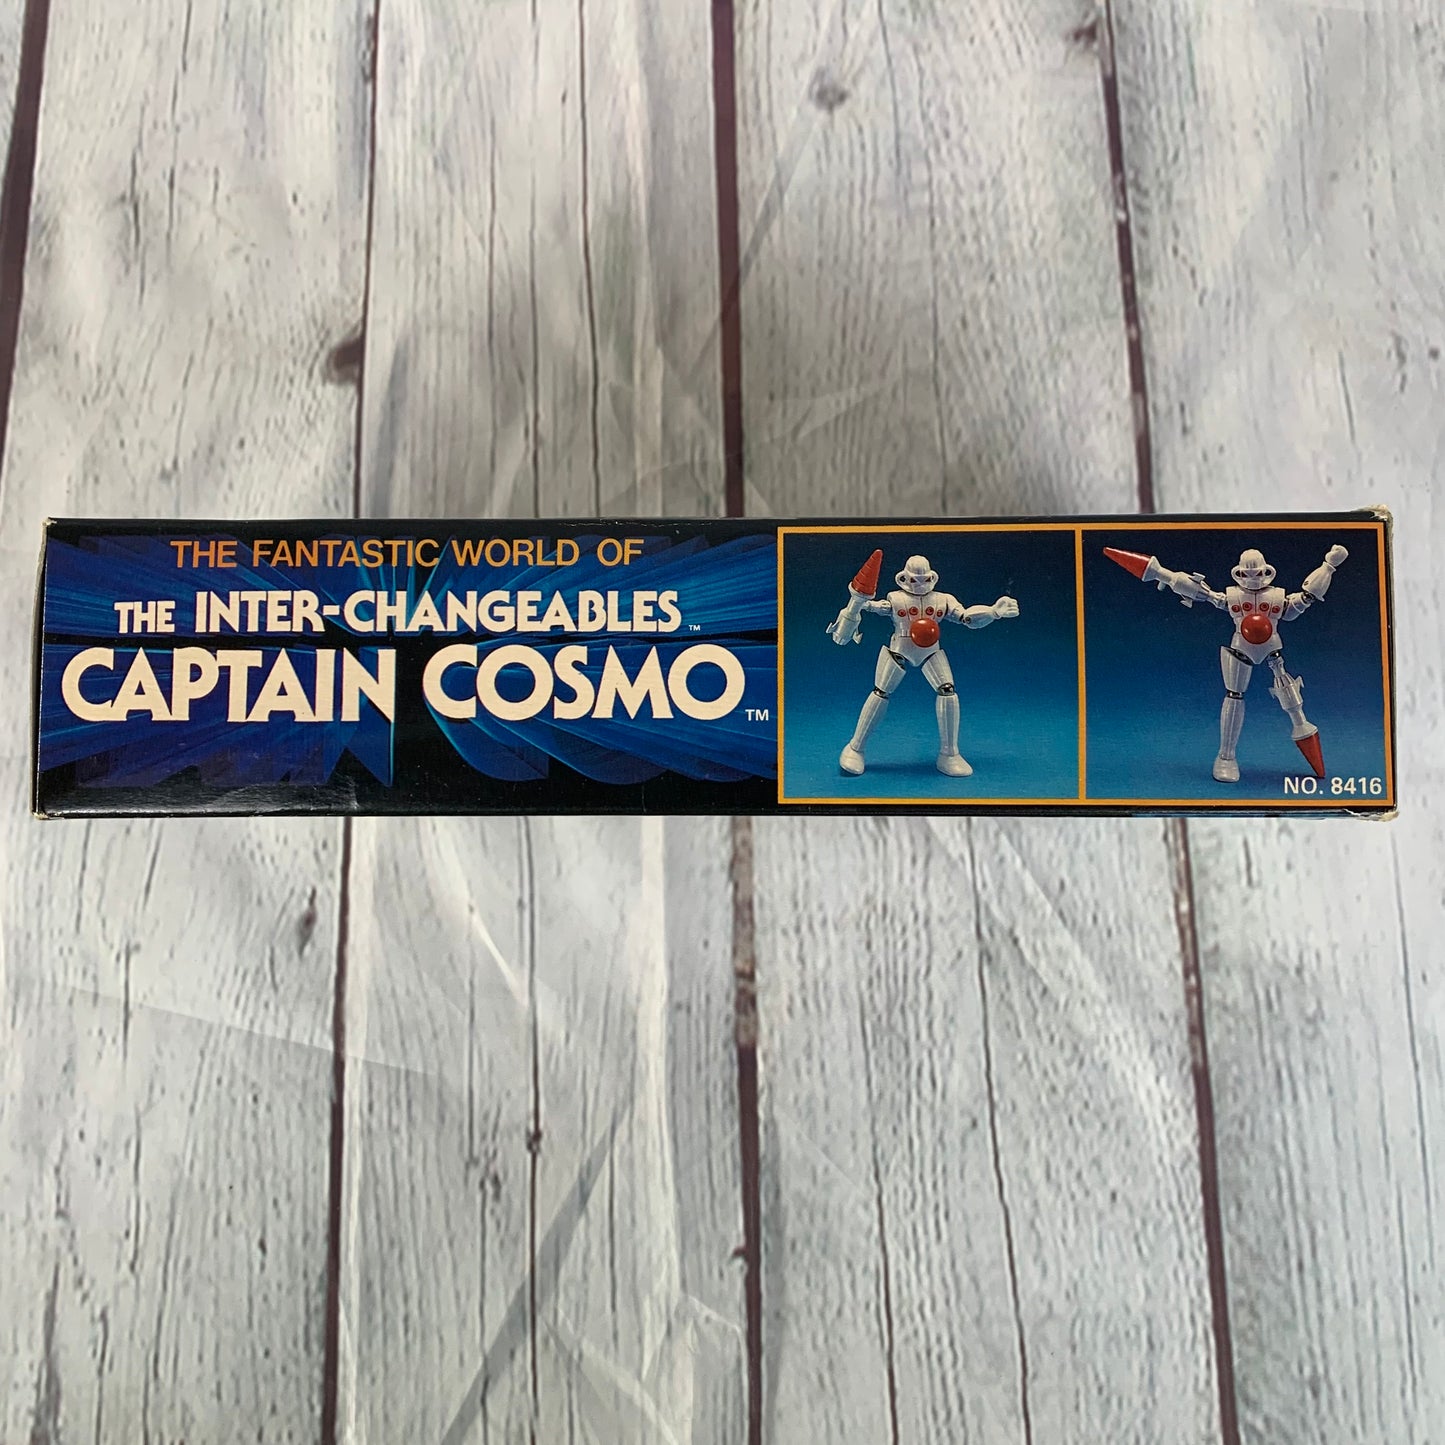 THE FANTASTIC WORLD OF
THE INTER-CHANGEABLES™
CAPTAIN COSMO™
NO. 8416